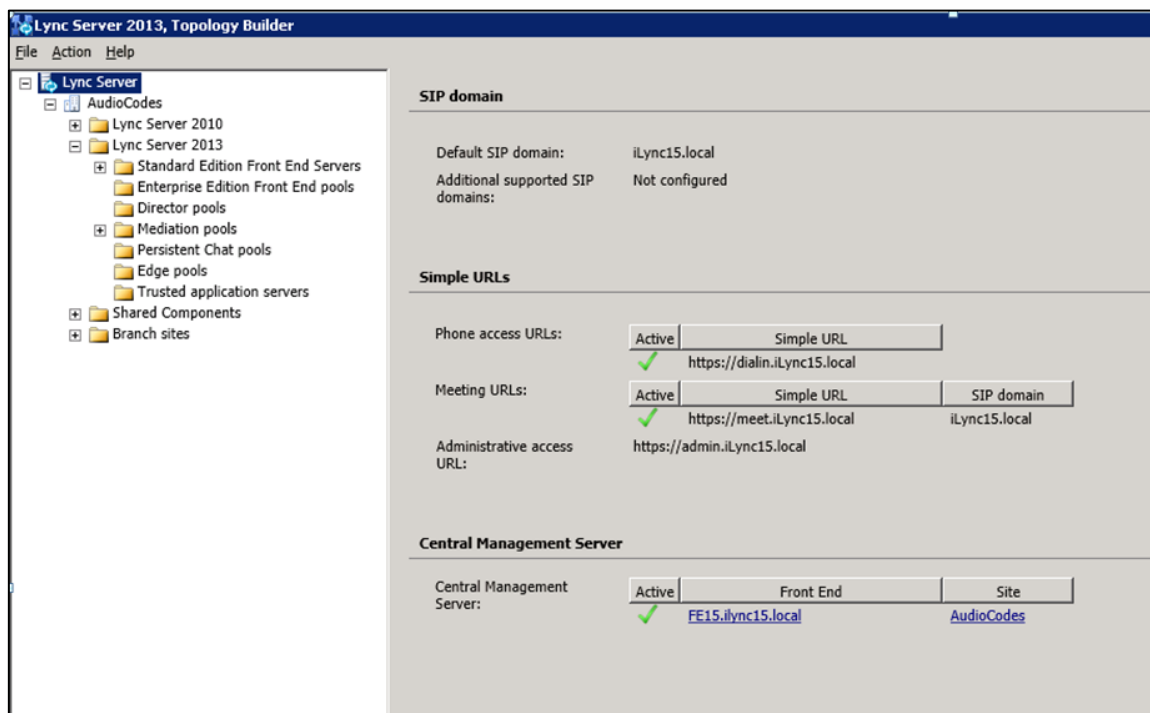 Lync Server 2013, Topology Builder
File Action Help
Lync Server
AudioCodes
Lync Server 2010
Lync Server 2013
Standard Edition Front End Servers
Enterprise Edition Front End pools
Director pools
Mediation pools
Persistent Chat pools
Edge pools
Trusted application servers
Shared Components
Branch sites
SIP domain
Default SIP domain: iLync15.local
Additional supported SIP Not configured
domains:
Simple URLs
Phone access URLs: Active Simple URL
https://dialin.iLync15.local
Meeting URLs: Active Simple URL SIP domain
https://meet.iLync15.local iLync15.local
Administrative access https://admin.iLync15.local
URL:
Central Management Server
Central Management Active Front End Site
Server:
FE15.ilync15.local AudioCodes